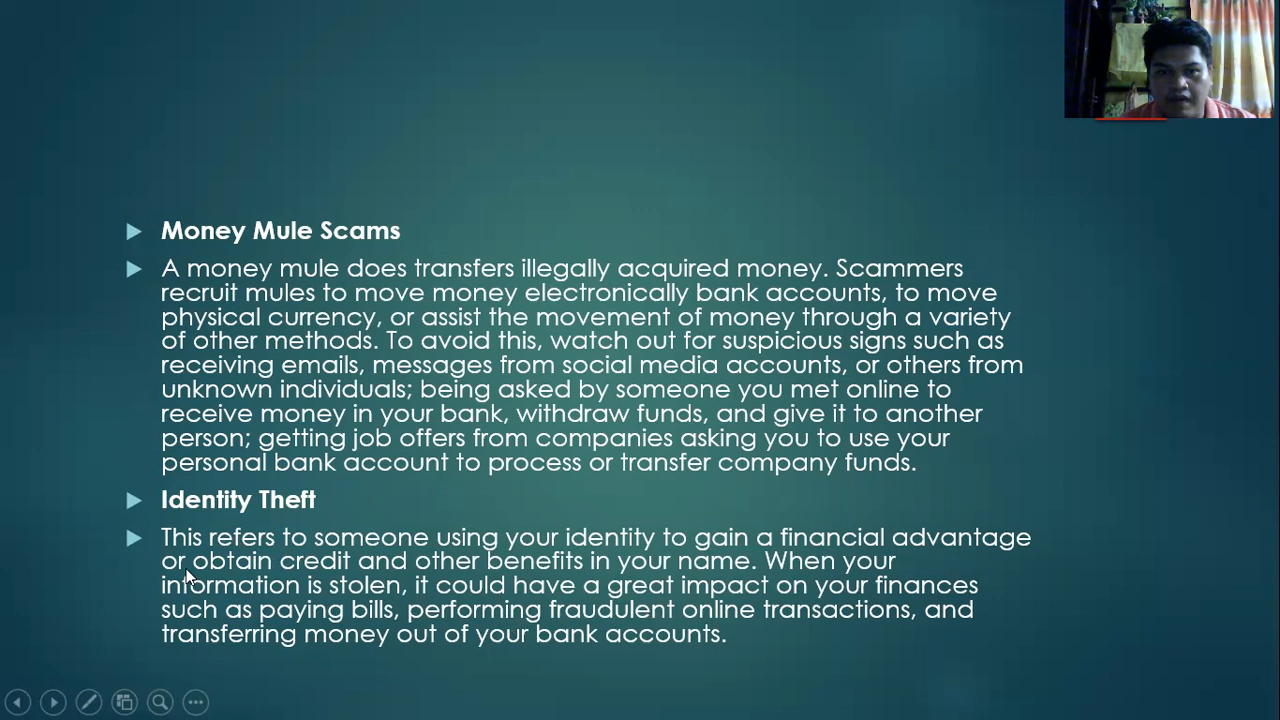 Money Mule Scams
A money mule does transfers illegally acquired money. Scammers
recruit mules to move money electronically bank accounts, to move
physical currency, or assist the movement of money through a variety
of other methods. To avoid this, watch out for suspicious signs such as
receiving emails, messages from social media accounts, or others from
unknown individuals; being asked by someone you met online to
receive money in your bank, withdraw funds, and give it to another
person; getting job offers from companies asking you to use your
personal bank account to process or transfer company funds.
Identity Theft
This refers to someone using your identity to gain a financial advantage
or obtain credit and other benefits in your name. When your
information is stolen, it could have a great impact on your finances
such as paying bills, performing fraudulent online transactions, and
transferring money out of your bank accounts.